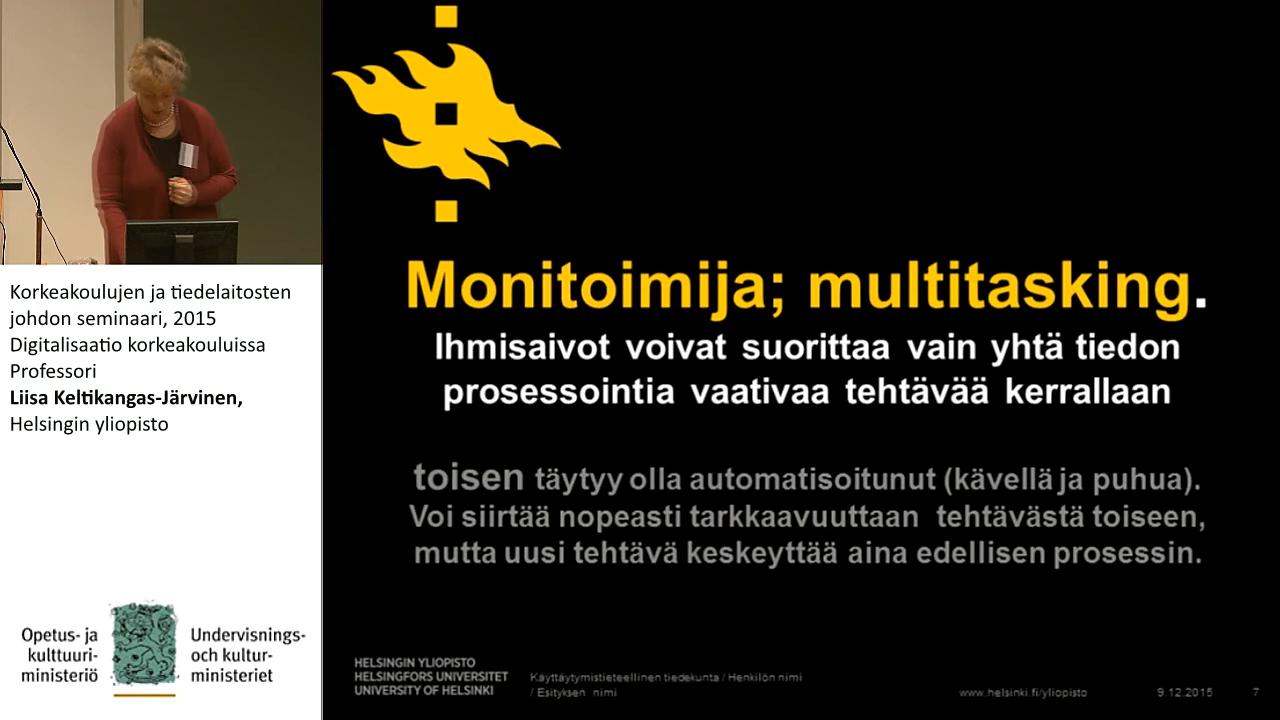 Korkeakoulujen ja tiedelaitosten
johdon seminaari, 2015
Digitalisaatio korkeakouluissa
Professori
Liisa Keltikangas-Järvinen,
Helsingin yliopisto
Opetus- ja
kulttuuri-
ministeriö
Undervisnings-
och kultur-
ministeriet
Monitoimija; multitasking.
Ihmisaivot voivat suorittaa vain yhtä tiedon
prosessointia vaativaa tehtävää kerrallaan
toisen täytyy olla automatisoitunut (kävellä ja puhua).
Voi siirtää nopeasti tarkkaavuuttaan tehtävästä toiseen,
mutta uusi tehtävä keskeyttää aina edellisen prosessin.
HELSINGIN YLIOPISTO
HELSINGFORS UNIVERSITET
UNIVERSITY OF HELSINKI
Käyttäytymistieteellinen tiedekunta / Henkilön nimi
/ Esityksen nimi
www.helsinki.fi/yliopisto
9.12.2015
7